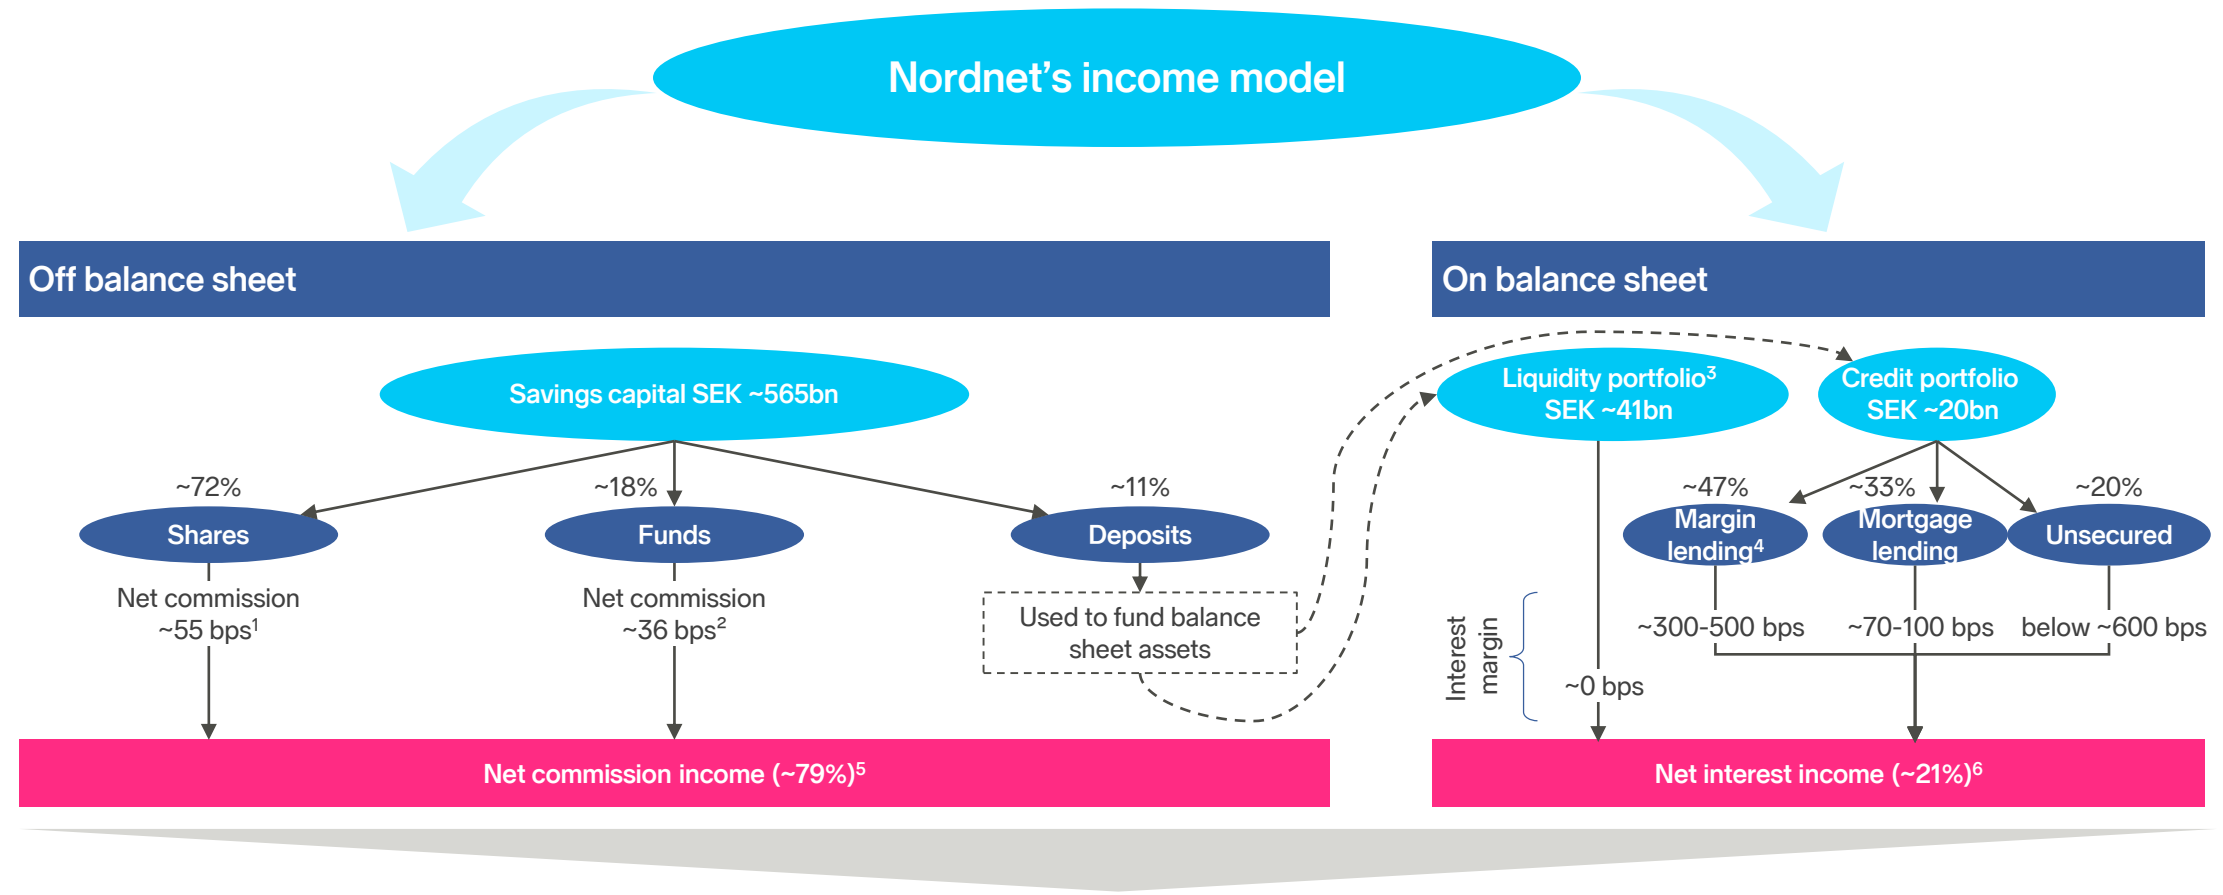 Nordnet’s income model
Off balance sheet
On balance sheet
Savings capital SEK ~565bn
Liquidity portfolio³
SEK ~41bn
Credit portfolio
SEK ~20bn
~72%
~18%
~11%
~47%
~33%
~20%
Shares
Funds
Deposits
Margin
lending⁴
Mortgage
lending
Unsecured
Net commission
~55 bps¹
Net commission
~36 bps²
Used to fund balance
sheet assets
Interest
margin
~0 bps
~300-500 bps
~70-100 bps
below ~600 bps
Net commission income (~79%)⁵
Net interest income (~21%)⁶